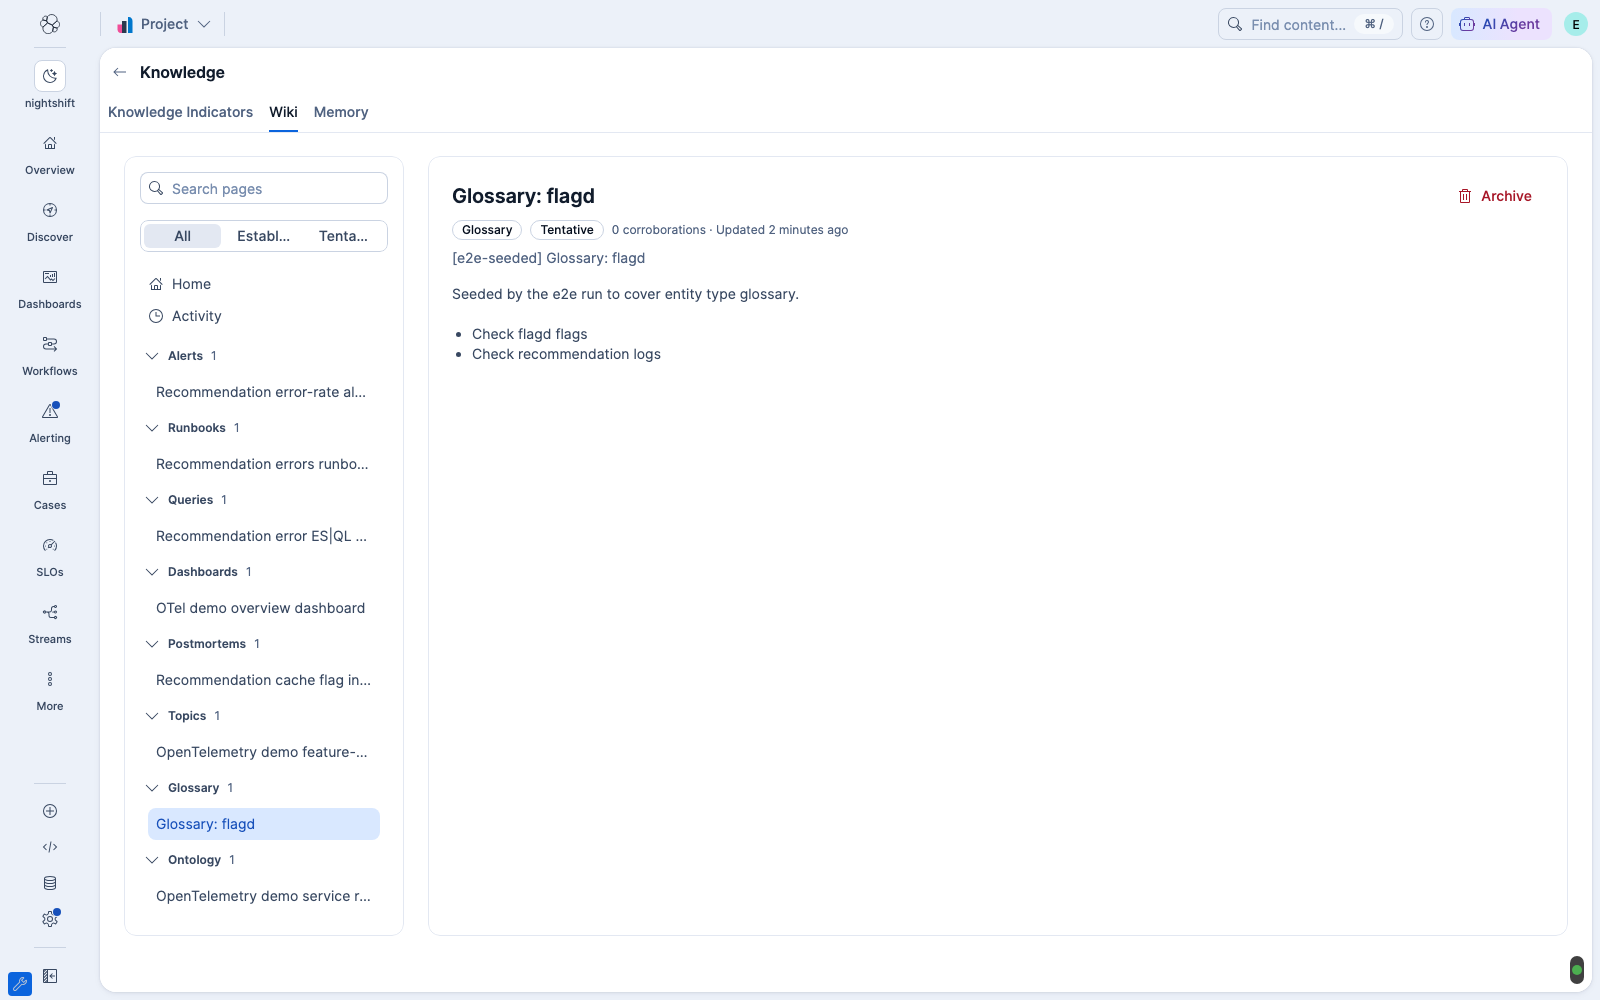 Project
Find content...
⌘ /
AI Agent
E
nightshift
Overview
Discover
Dashboards
Workflows
Alerting
Cases
SLOs
Streams
More
Knowledge
Knowledge Indicators
Wiki
Memory
Search pages
All
Establ...
Tenta...
Home
Activity
Alerts 1
Recommendation error-rate al...
Runbooks 1
Recommendation errors runbo...
Queries 1
Recommendation error ES|QL ...
Dashboards 1
OTel demo overview dashboard
Postmortems 1
Recommendation cache flag in...
Topics 1
OpenTelemetry demo feature-...
Glossary 1
Glossary: flagd
Ontology 1
OpenTelemetry demo service r...
Glossary: flagd
Archive
Glossary
Tentative
0 corroborations · Updated 2 minutes ago
[e2e-seeded] Glossary: flagd
Seeded by the e2e run to cover entity type glossary.
• Check flagd flags
• Check recommendation logs